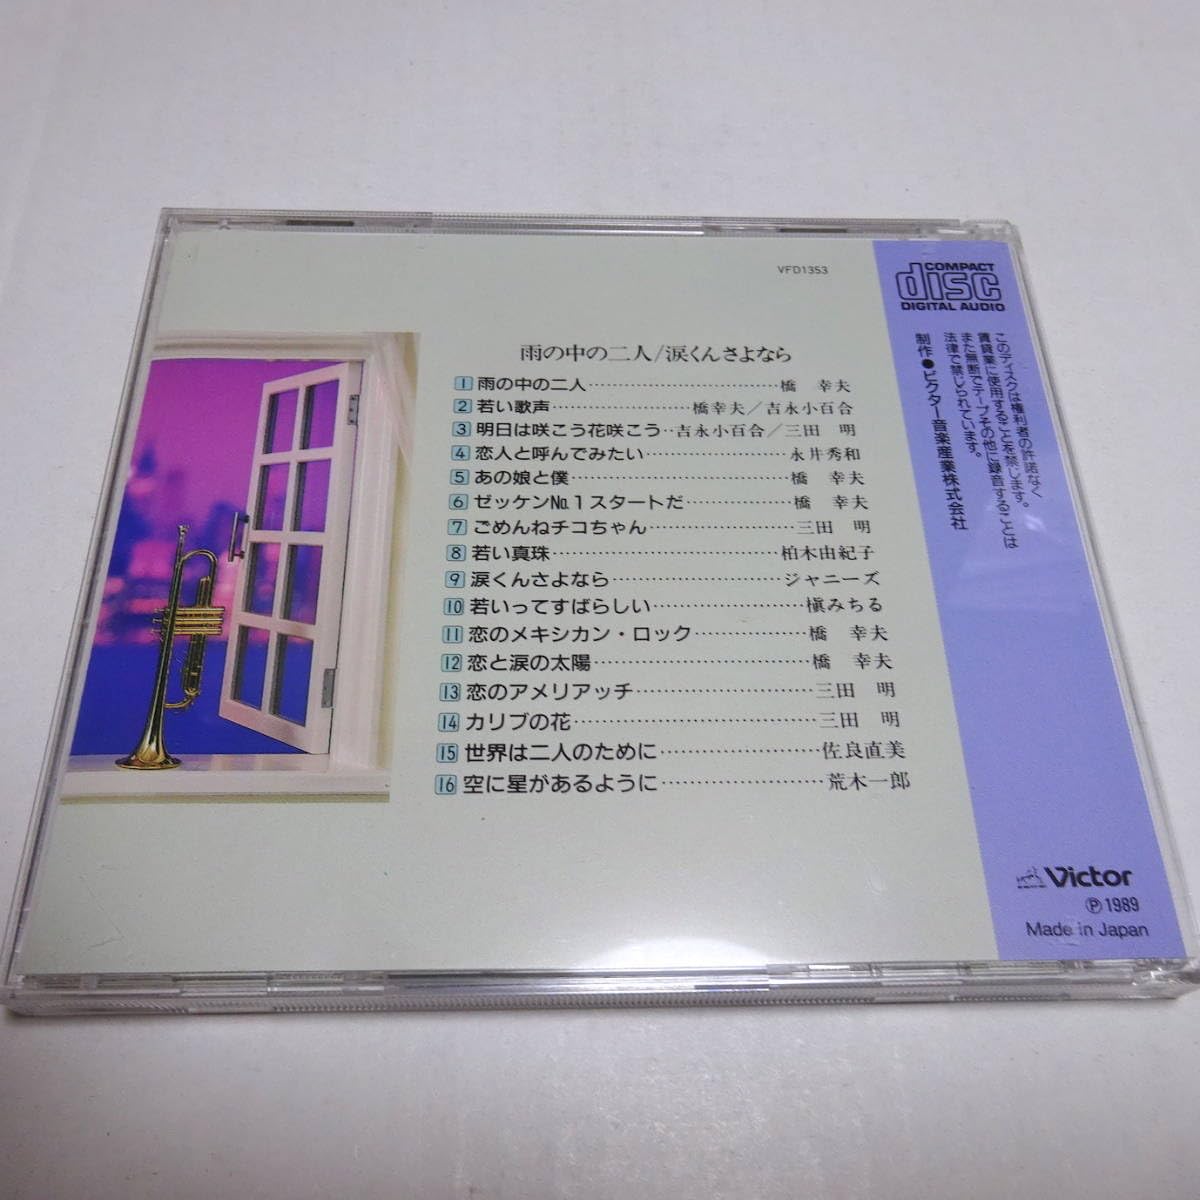 VFD1353
雨の中の二人/涙くんさよなら
1 雨の中の二人………………………橋 幸夫
2 若い歌声…………………橋幸夫／吉永小百合
3 明日は咲こう花咲こう‥吉永小百合／三田 明
4 恋人と呼んでみたい…………………永井秀和
5 あの娘と僕……………………………橋 幸夫
6 ゼッケンNo.1スタートだ……………橋 幸夫
7 ごめんねチコちゃん…………………三田 明
8 若い真珠……………………………柏木由紀子
9 涙くんさよなら……………………ジャニーズ
10 若いってすばらしい…………………槇みちる
11 恋のメキシカン・ロック……………橋 幸夫
12 恋と涙の太陽…………………………橋 幸夫
13 恋のアメリアッチ……………………三田 明
14 カリブの花……………………………三田 明
15 世界は二人のために…………………佐良直美
16 空に星があるように…………………荒木一郎
COMPACT
disc
DIGITAL AUDIO
このディスクは権利者の許諾なく
賃貸業に使用することを禁じます。
また無断でテープその他に録音することは
法律で禁じられています。
制作●ビクター音楽産業株式会社
Victor
Ⓟ1989
Made in Japan